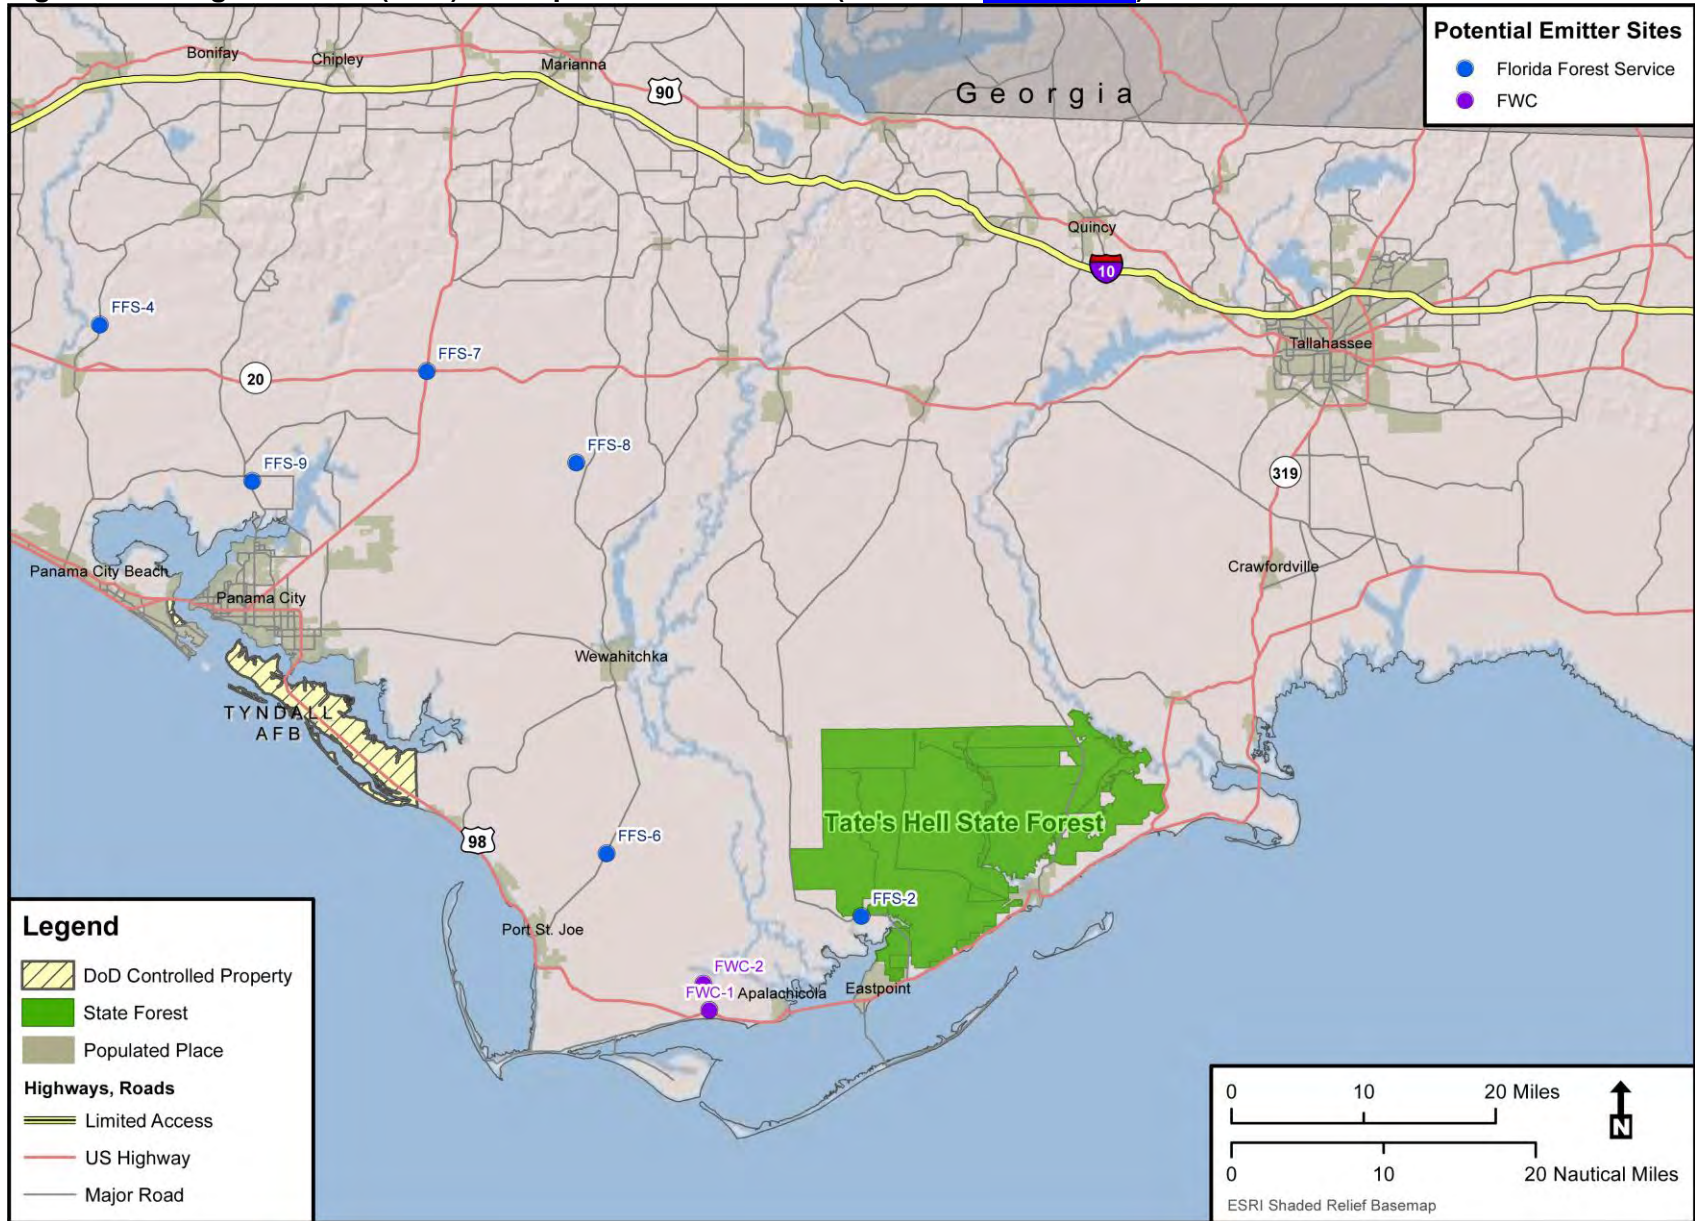 Potential Emitter Sites
Florida Forest Service
FWC
Bonifay
Chipley
Marianna
90
Georgia
Quincy
10
Tallahassee
FFS-4
FFS-7
20
FFS-8
FFS-9
319
Panama City Beach
Panama City
Crawfordville
Wewahitchka
TYNDALL
AFB
Tate's Hell State Forest
98
FFS-6
FFS-2
Port St. Joe
FWC-2
FWC-1
Apalachicola
Eastpoint
Legend
DoD Controlled Property
State Forest
Populated Place
Highways, Roads
Limited Access
US Highway
Major Road
0 10 20 Miles
N
0 10 20 Nautical Miles
ESRI Shaded Relief Basemap